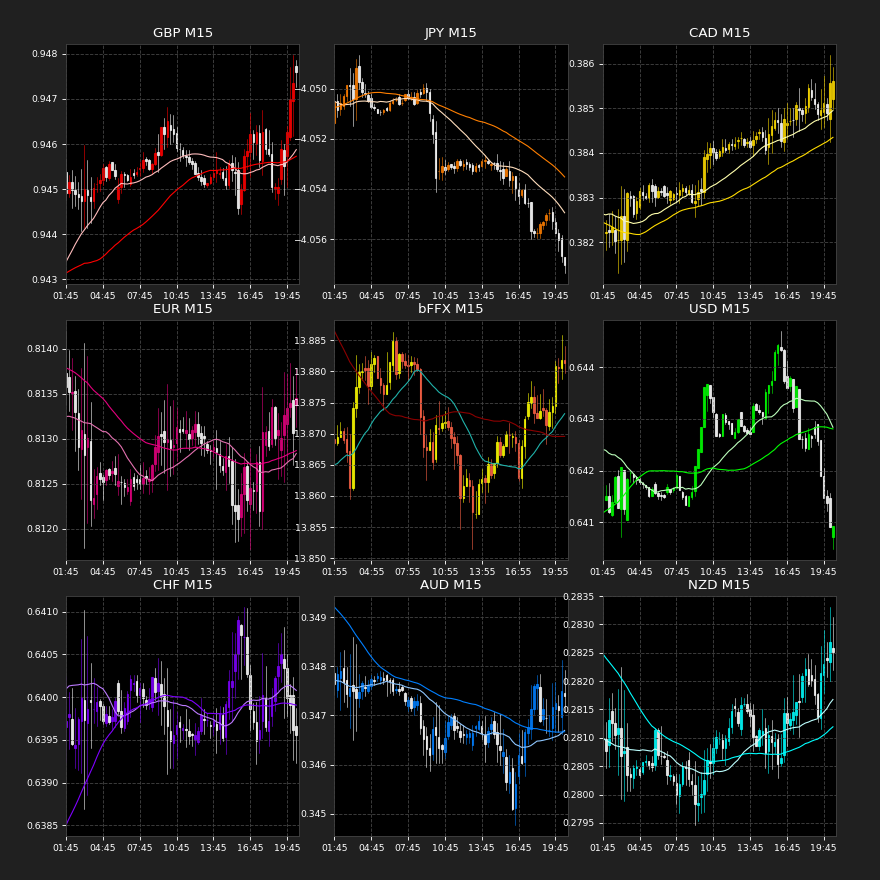 GBP M15
JPY M15
CAD M15
0.948
0.947
0.946
0.945
0.944
0.943
−4.050
−4.052
−4.054
−4.056
0.386
0.385
0.384
0.383
0.382
01:45 04:45 07:45 10:45 13:45 16:45 19:45
01:45 04:45 07:45 10:45 13:45 16:45 19:45
01:45 04:45 07:45 10:45 13:45 16:45 19:45
EUR M15
bFFX M15
USD M15
0.8140
0.8135
0.8130
0.8125
0.8120
13.885
13.880
13.875
13.870
13.865
13.860
13.855
13.850
0.644
0.643
0.642
0.641
01:45 04:45 07:45 10:45 13:45 16:45 19:45
01:55 04:55 07:55 10:55 13:55 16:55 19:55
01:45 04:45 07:45 10:45 13:45 16:45 19:45
CHF M15
AUD M15
NZD M15
0.6410
0.6405
0.6400
0.6395
0.6390
0.6385
0.349
0.348
0.347
0.346
0.345
0.2835
0.2830
0.2825
0.2820
0.2815
0.2810
0.2805
0.2800
0.2795
01:45 04:45 07:45 10:45 13:45 16:45 19:45
01:45 04:45 07:45 10:45 13:45 16:45 19:45
01:45 04:45 07:45 10:45 13:45 16:45 19:45